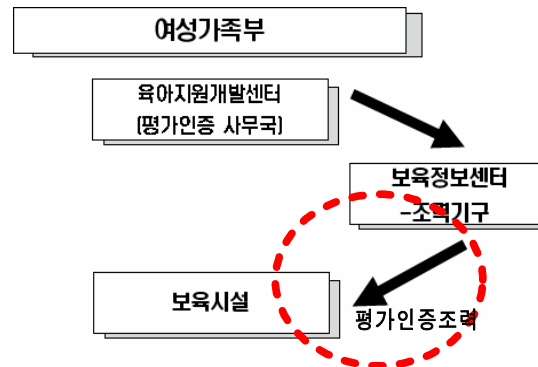 여성가족부
육아지원개발센터
(평가인증 사무국)
보육정보센터
-조력기구
보육시설
평가인증조력